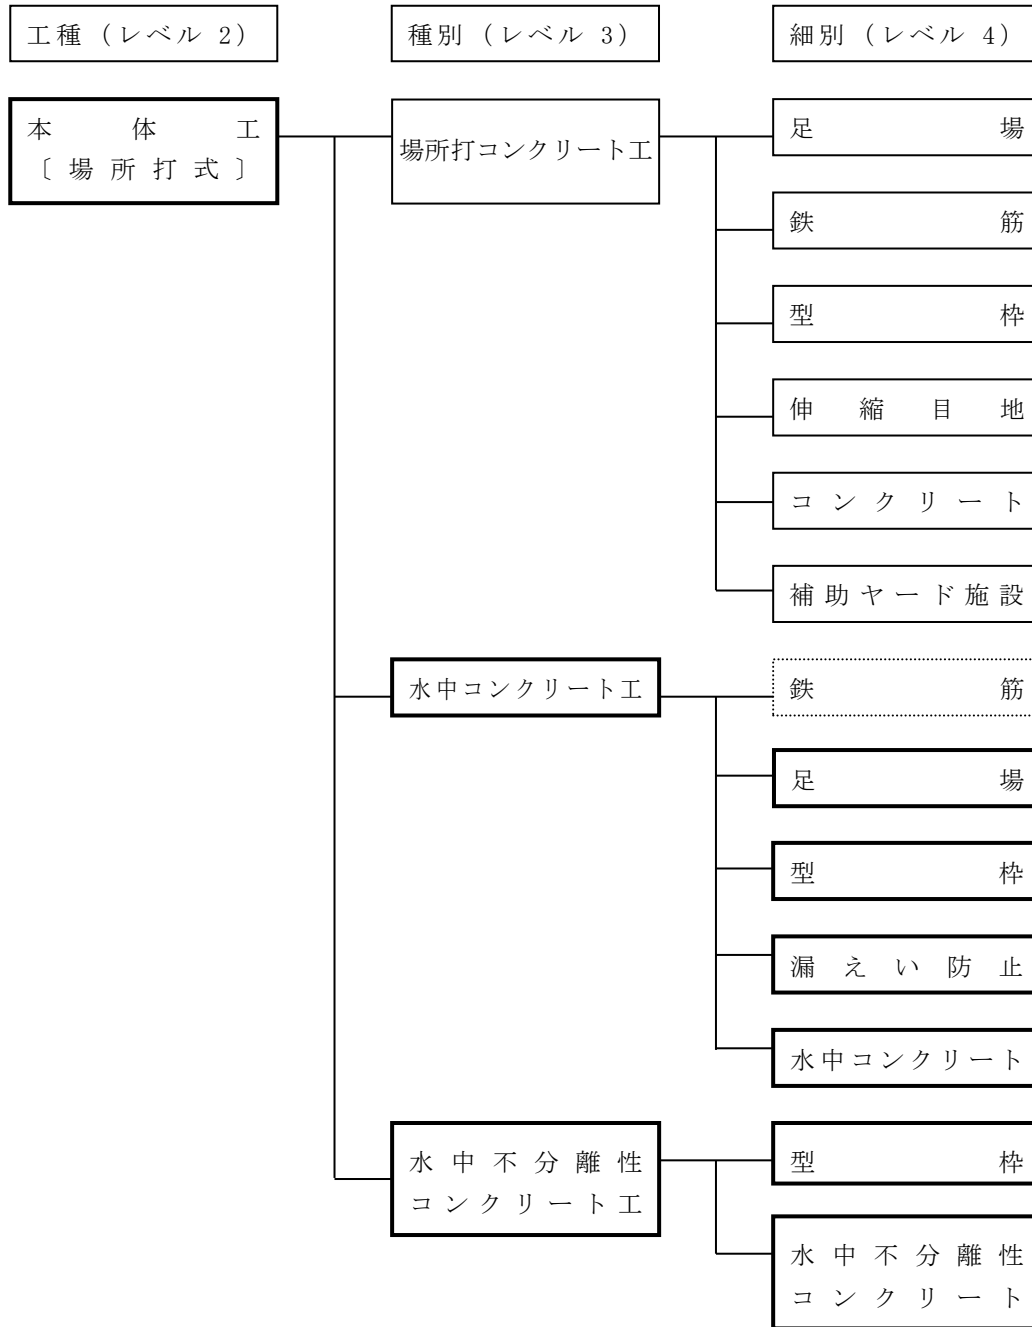 工種（レベル 2）
種別（レベル 3）
細別（レベル 4）
本体工
〔場所打式〕
場所打コンクリート工
足場
鉄筋
型枠
伸縮目地
コンクリート
補助ヤード施設
水中コンクリート工
鉄筋
足場
型枠
漏えい防止
水中コンクリート
水中不分離性
コンクリート工
型枠
水中不分離性
コンクリート